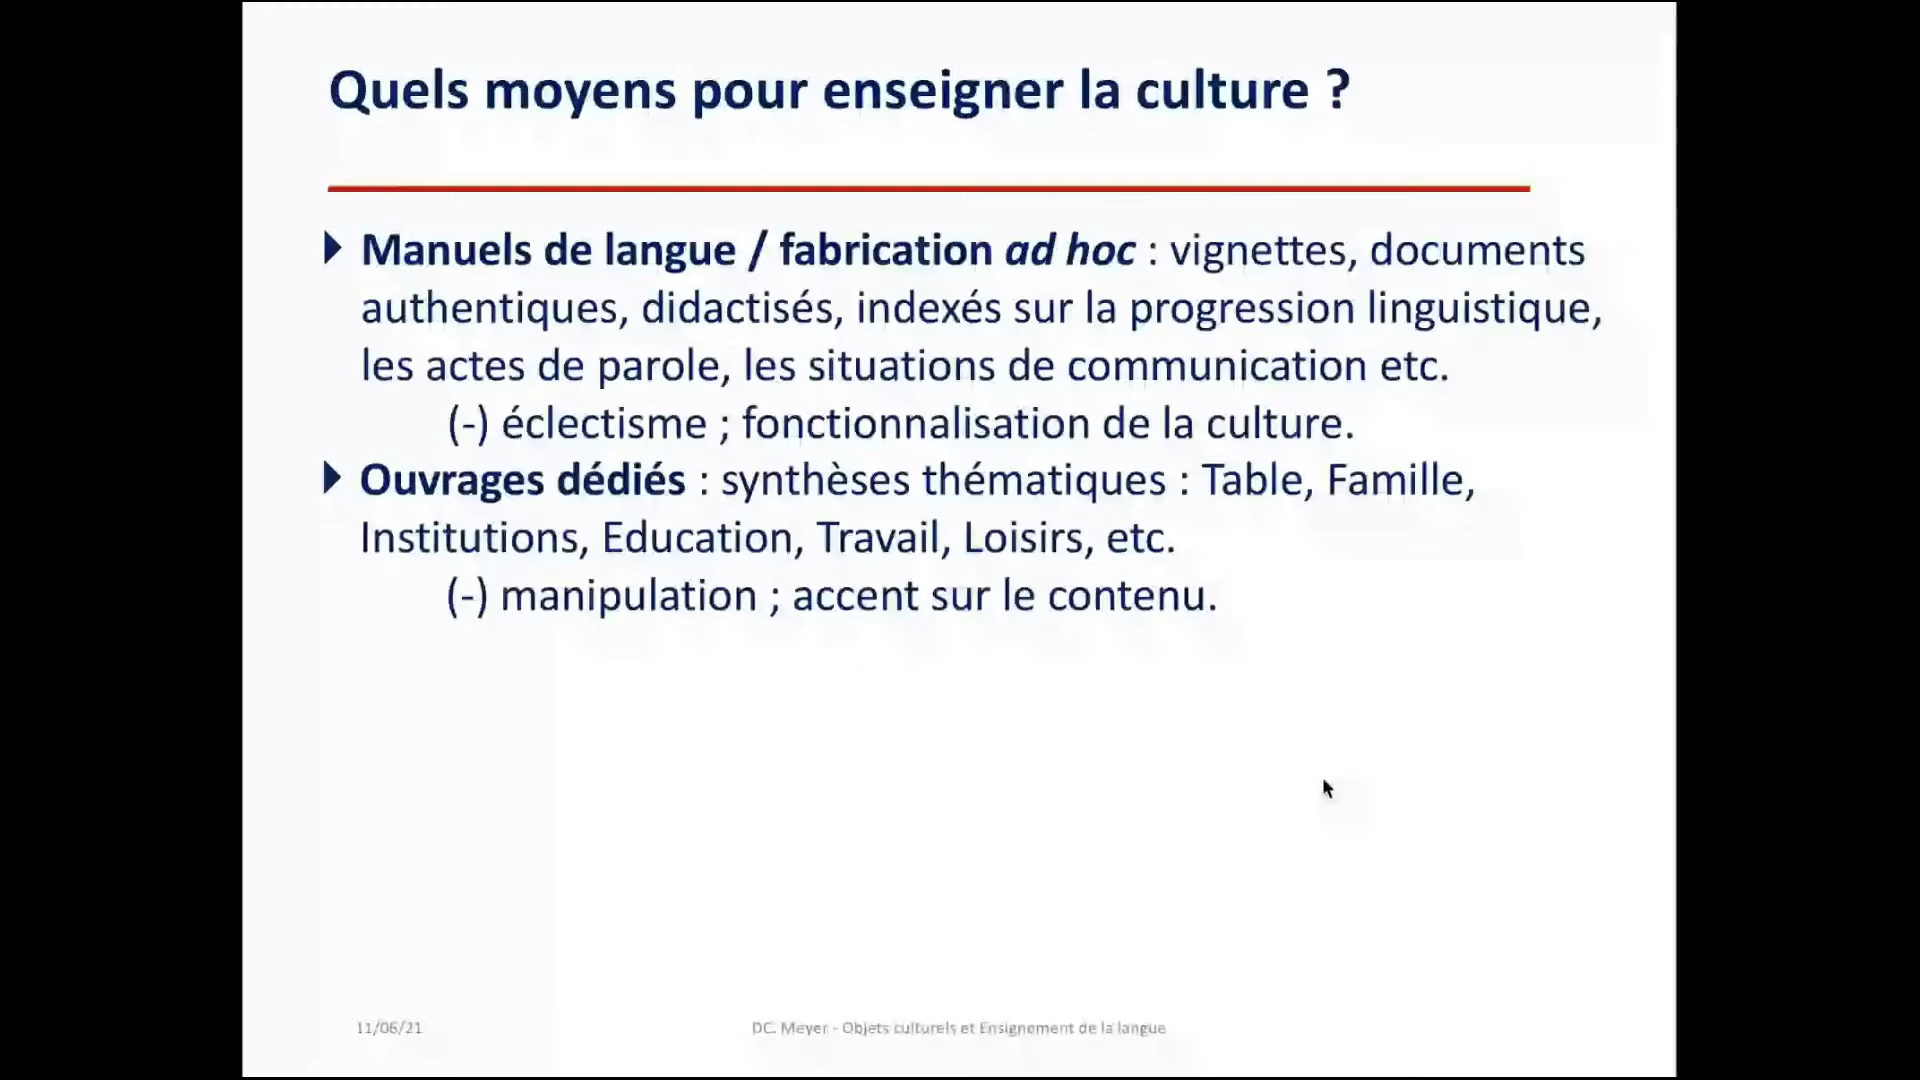 Quels moyens pour enseigner la culture ?
Manuels de langue / fabrication ad hoc : vignettes, documents
authentiques, didactisés, indexés sur la progression linguistique,
les actes de parole, les situations de communication etc.
(-) éclectisme ; fonctionnalisation de la culture.
Ouvrages dédiés : synthèses thématiques : Table, Famille,
Institutions, Education, Travail, Loisirs, etc.
(-) manipulation ; accent sur le contenu.
11/06/21
DC. Meyer - Objets culturels et Ensignement de la langue